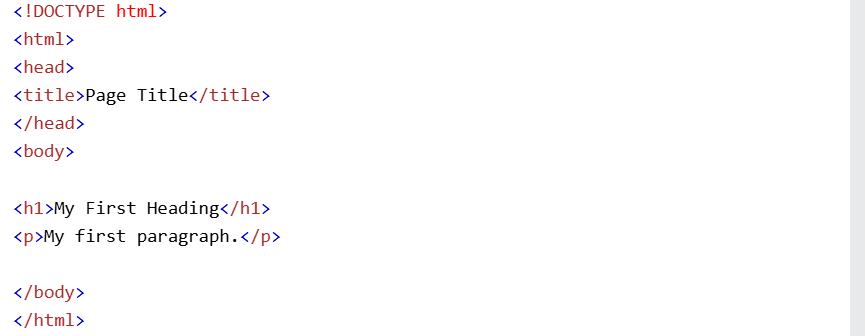 <!DOCTYPE html>
<html>
<head>
<title>Page Title</title>
</head>
<body>
<h1>My First Heading</h1>
<p>My first paragraph.</p>
</body>
</html>